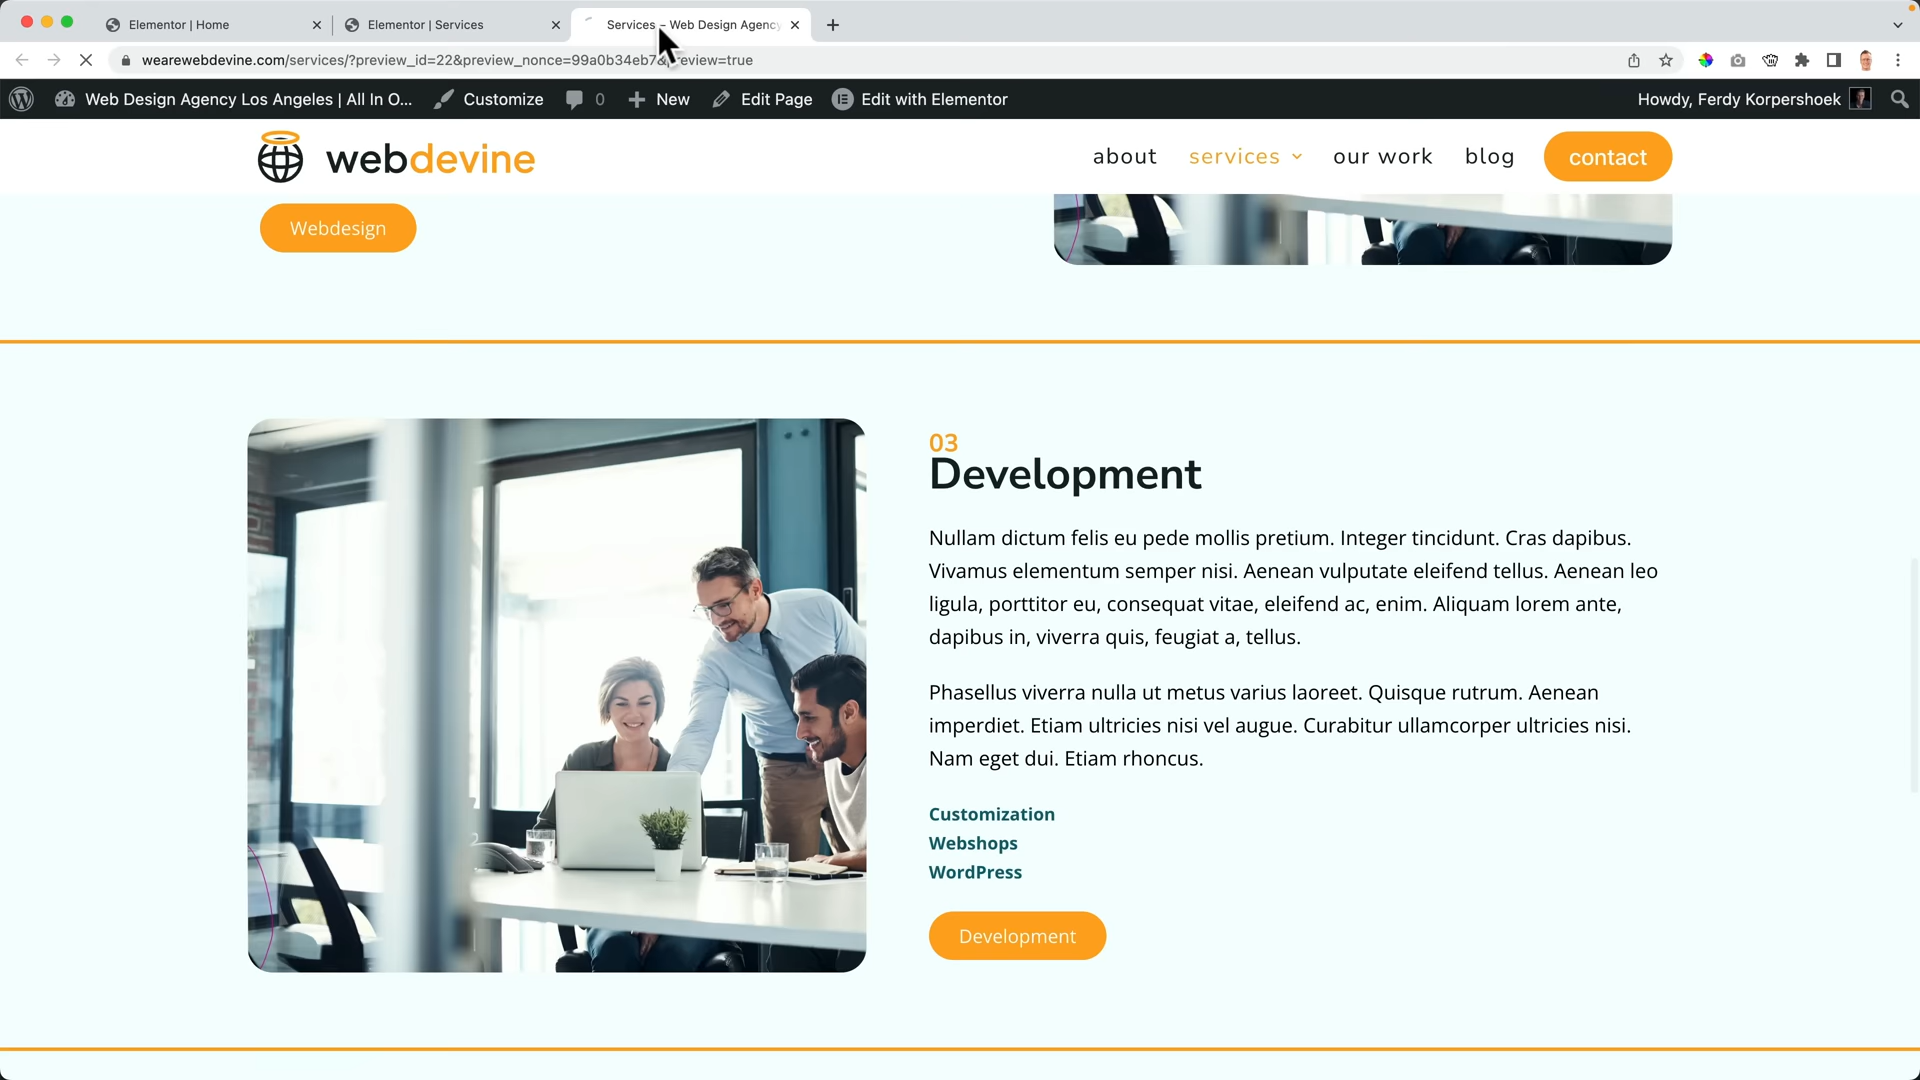 Elementor | Home
Elementor | Services
Services – Web Design Agency
wearewebdevine.com/services/?preview_id=22&preview_nonce=99a0b34eb7 review=true
Web Design Agency Los Angeles | All In O...
Customize
0
New
Edit Page
Edit with Elementor
Howdy, Ferdy Korpershoek
webdevine
about
services
our work
blog
contact
Webdesign
03
Development
Nullam dictum felis eu pede mollis pretium. Integer tincidunt. Cras dapibus.
Vivamus elementum semper nisi. Aenean vulputate eleifend tellus. Aenean leo
ligula, porttitor eu, consequat vitae, eleifend ac, enim. Aliquam lorem ante,
dapibus in, viverra quis, feugiat a, tellus.
Phasellus viverra nulla ut metus varius laoreet. Quisque rutrum. Aenean
imperdiet. Etiam ultricies nisi vel augue. Curabitur ullamcorper ultricies nisi.
Nam eget dui. Etiam rhoncus.
Customization
Webshops
WordPress
Development